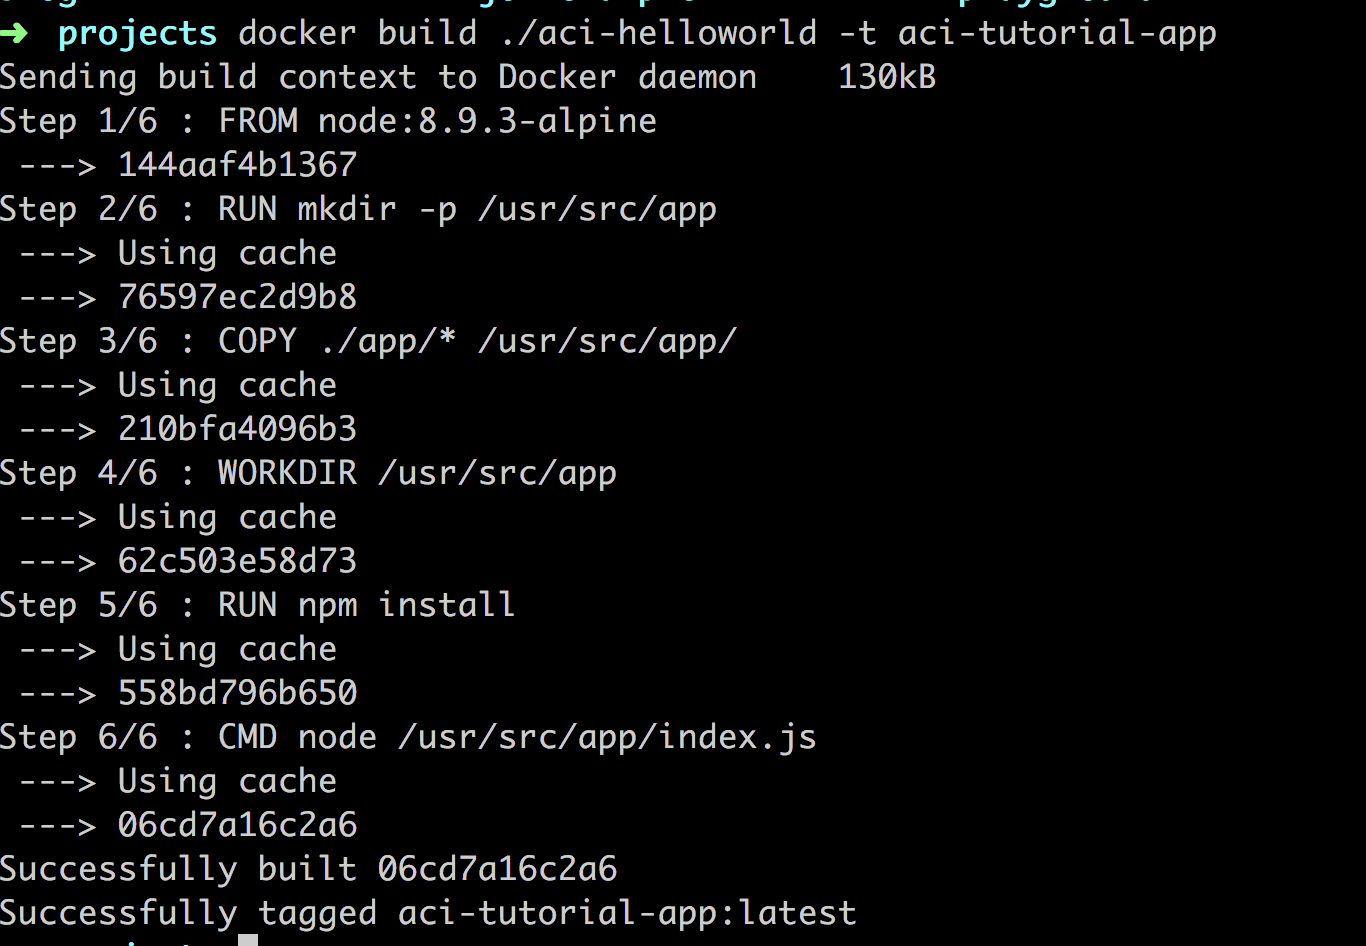 ➜  projects docker build ./aci-helloworld -t aci-tutorial-app
Sending build context to Docker daemon    130kB
Step 1/6 : FROM node:8.9.3-alpine
 ---> 144aaf4b1367
Step 2/6 : RUN mkdir -p /usr/src/app
 ---> Using cache
 ---> 76597ec2d9b8
Step 3/6 : COPY ./app/* /usr/src/app/
 ---> Using cache
 ---> 210bfa4096b3
Step 4/6 : WORKDIR /usr/src/app
 ---> Using cache
 ---> 62c503e58d73
Step 5/6 : RUN npm install
 ---> Using cache
 ---> 558bd796b650
Step 6/6 : CMD node /usr/src/app/index.js
 ---> Using cache
 ---> 06cd7a16c2a6
Successfully built 06cd7a16c2a6
Successfully tagged aci-tutorial-app:latest